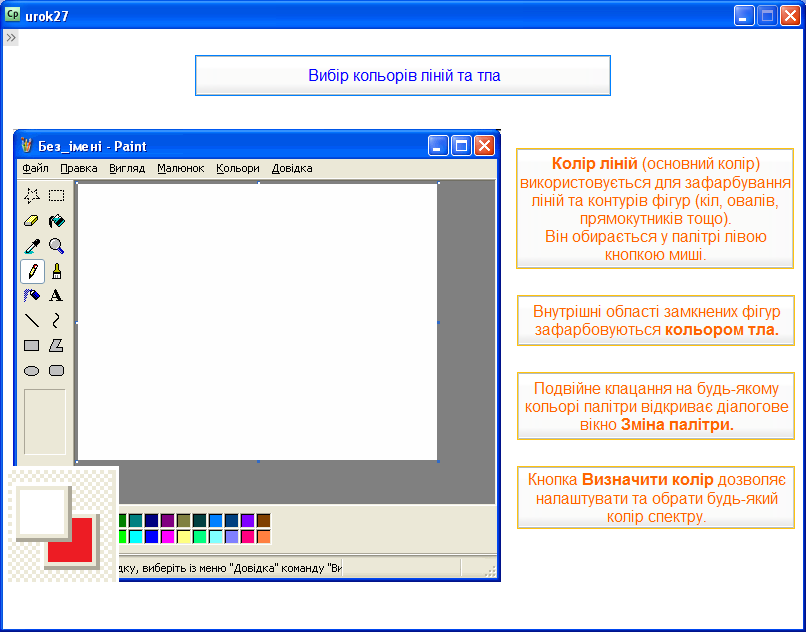 urok27
Вибір кольорів ліній та тла
Без_імені - Paint
Файл Правка Вигляд Малюнок Кольори Довідка
A
дку, виберіть із меню "Довідка" команду "Ви
Колір ліній (основний колір)
використовується для зафарбування
ліній та контурів фігур (кіл, овалів,
прямокутників тощо).
Він обирається у палітрі лівою
кнопкою миші.
Внутрішні області замкнених фігур
зафарбовуються кольором тла.
Подвійне клацання на будь-якому
кольорі палітри відкриває діалогове
вікно Зміна палітри.
Кнопка Визначити колір дозволяє
налаштувати та обрати будь-який
колір спектру.